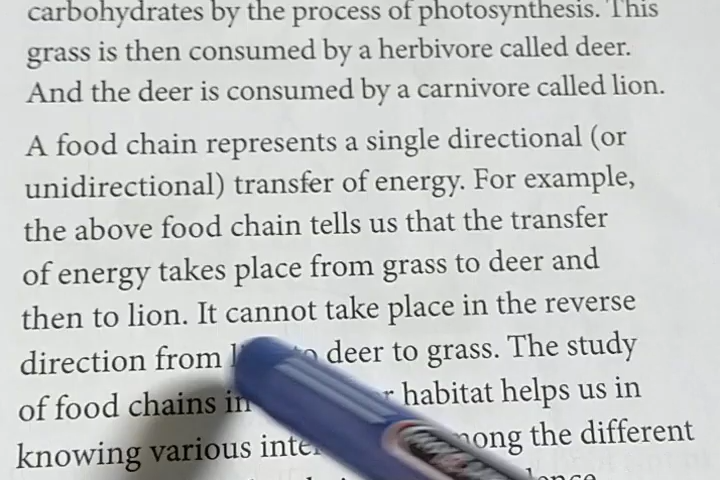 carbohydrates by the process of photosynthesis. This
grass is then consumed by a herbivore called deer.
And the deer is consumed by a carnivore called lion.
A food chain represents a single directional (or
unidirectional) transfer of energy. For example,
the above food chain tells us that the transfer
of energy takes place from grass to deer and
then to lion. It cannot take place in the reverse
direction from deer to grass. The study
of food chains in habitat helps us in
knowing various among the different